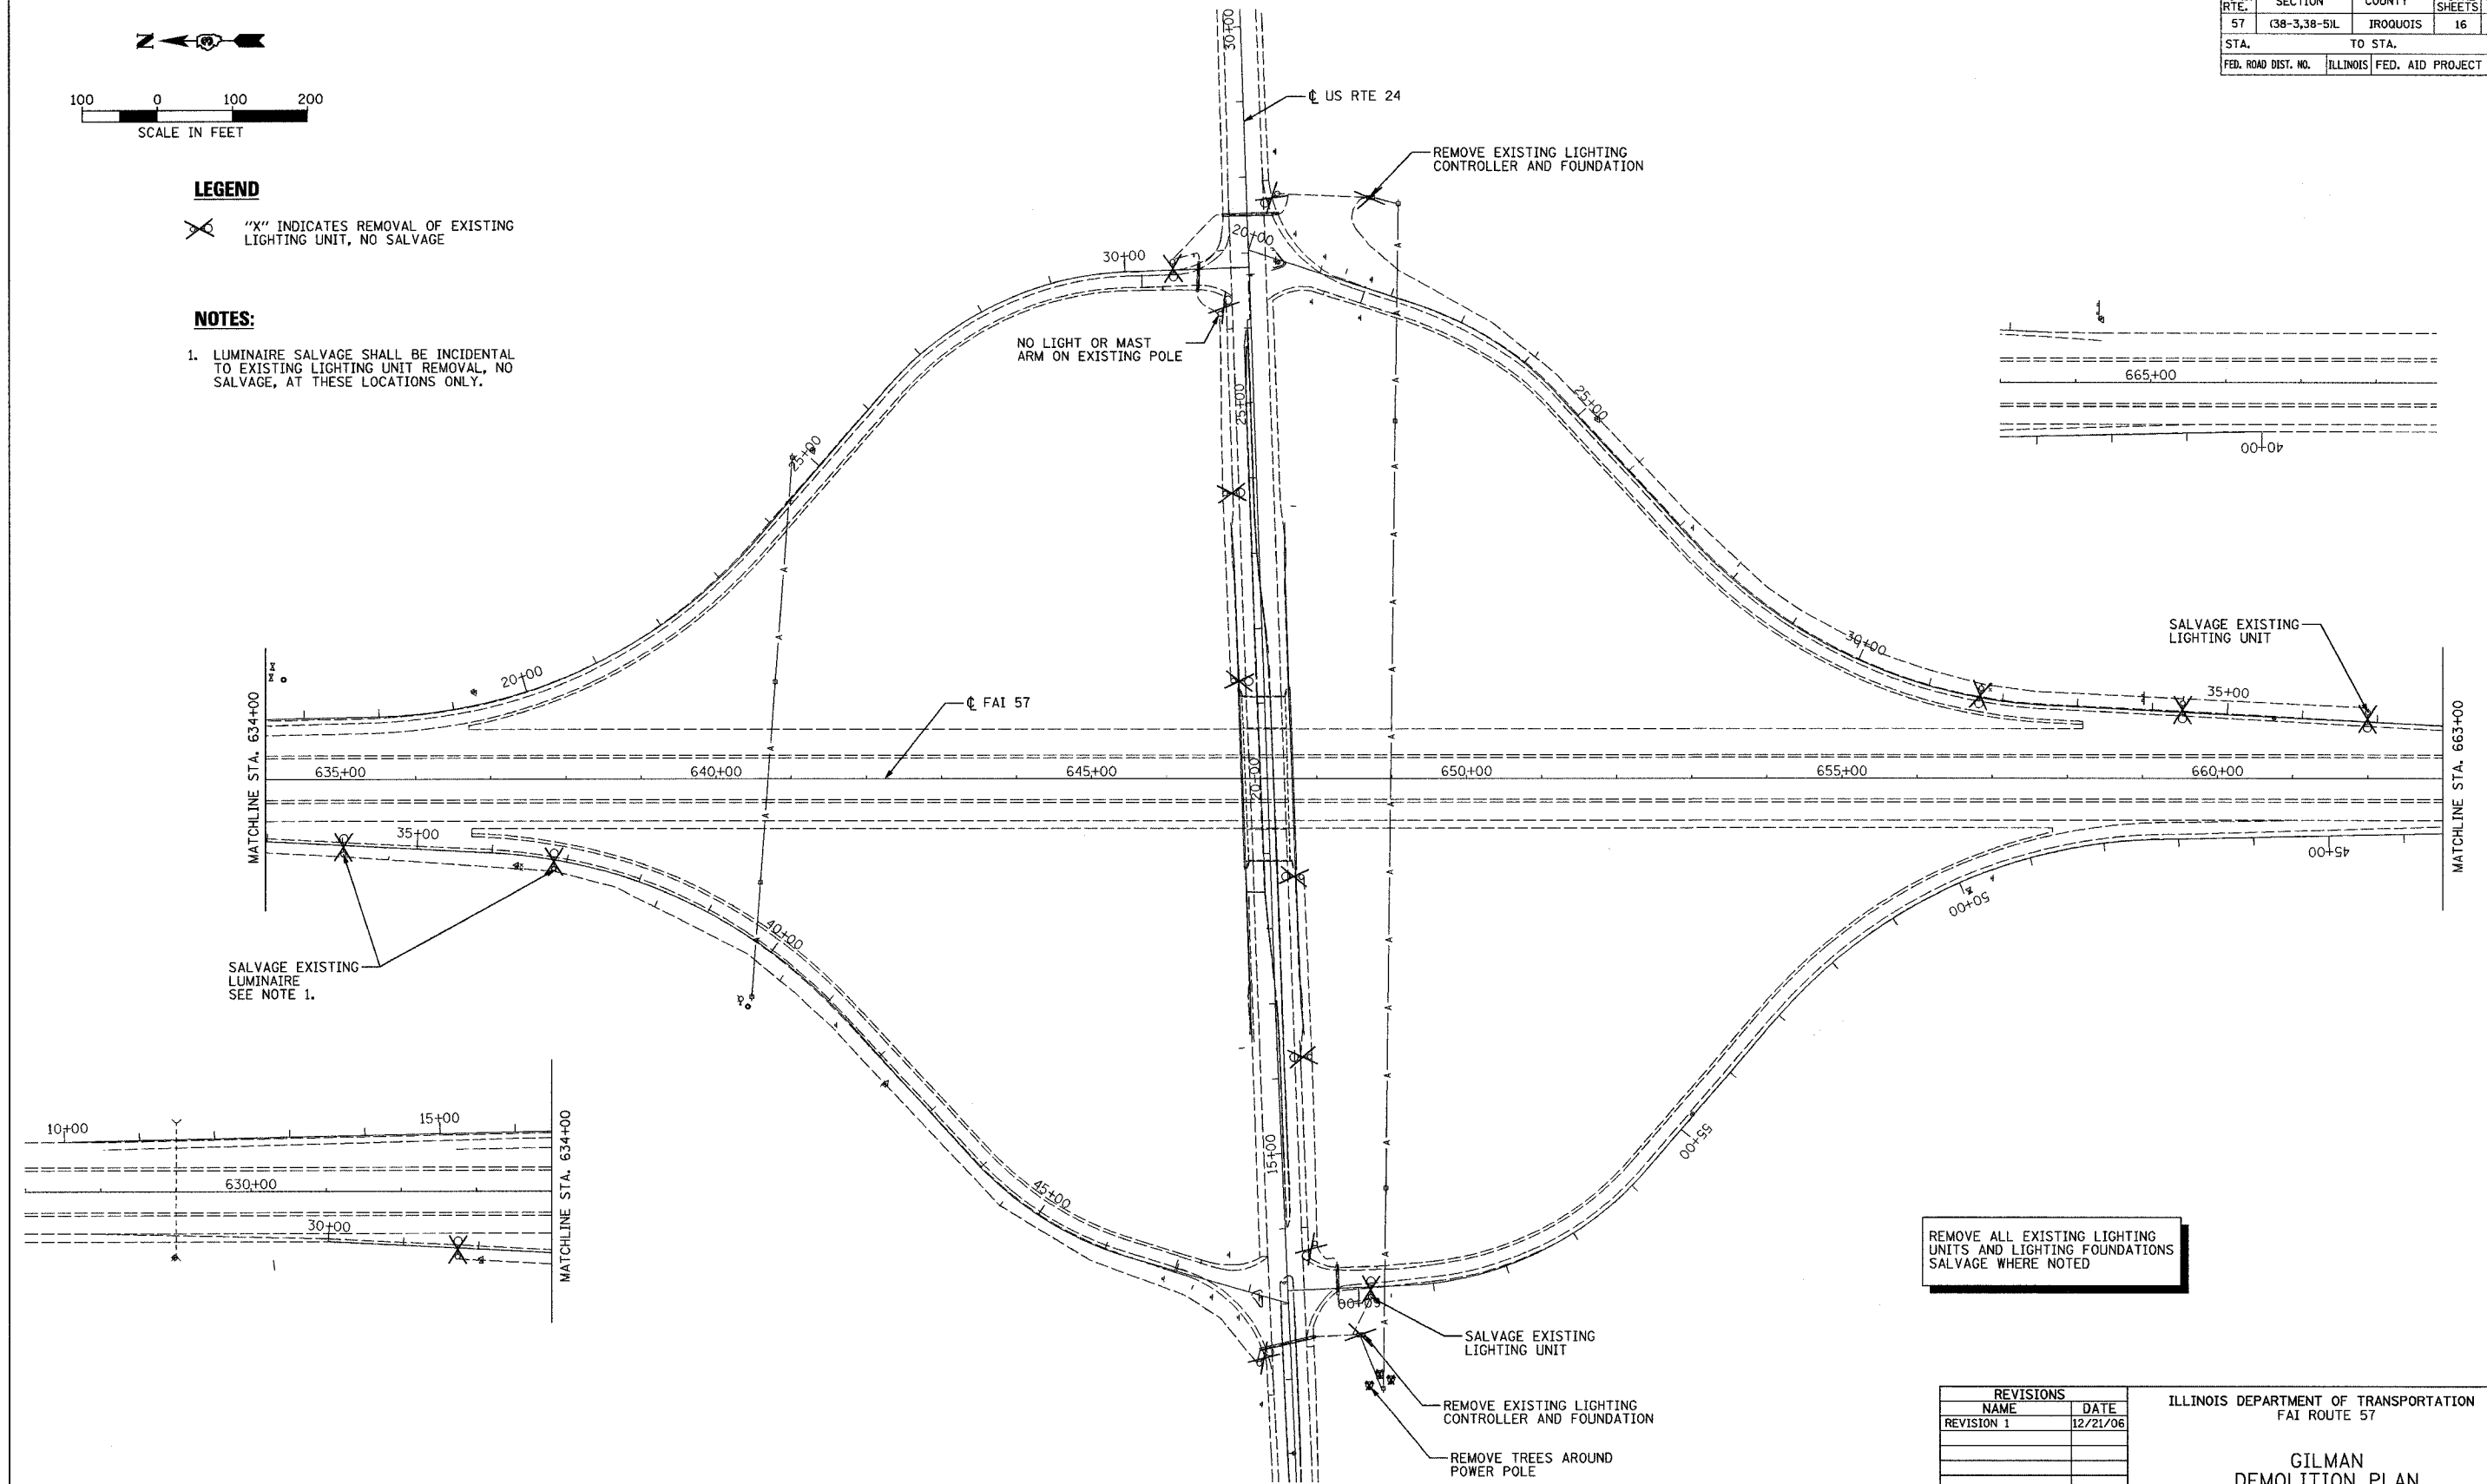 RTE.
SECTION
COUNTY
SHEETS
57 (38-3,38-5)L IROQUOIS 16
STA. TO STA.
FED. ROAD DIST. NO. ILLINOIS FED. AID PROJECT
N
3
100 0 100 200
SCALE IN FEET
LEGEND
"X" INDICATES REMOVAL OF EXISTING
LIGHTING UNIT, NO SALVAGE
NOTES:
1. LUMINAIRE SALVAGE SHALL BE INCIDENTAL
TO EXISTING LIGHTING UNIT REMOVAL, NO
SALVAGE, AT THESE LOCATIONS ONLY.
30+00
℄ US RTE 24
REMOVE EXISTING LIGHTING
CONTROLLER AND FOUNDATION
20+00
30+00
NO LIGHT OR MAST
ARM ON EXISTING POLE
25+00
25+00
25+00
665+00
40+00
SALVAGE EXISTING
LIGHTING UNIT
30+00
35+00
20+00
℄ FAI 57
MATCHLINE STA. 634+00
635+00
640+00
645+00
20+00
650+00
655+00
660+00
MATCHLINE STA. 663+00
35+00
45+00
50+00
40+00
SALVAGE EXISTING
LUMINAIRE
SEE NOTE 1.
10+00
15+00
630+00
30+00
MATCHLINE STA. 634+00
45+00
15+00
55+00
60+00
REMOVE ALL EXISTING LIGHTING
UNITS AND LIGHTING FOUNDATIONS
SALVAGE WHERE NOTED
SALVAGE EXISTING
LIGHTING UNIT
REMOVE EXISTING LIGHTING
CONTROLLER AND FOUNDATION
REMOVE TREES AROUND
POWER POLE
REVISIONS
NAME DATE
REVISION 1 12/21/06
ILLINOIS DEPARTMENT OF TRANSPORTATION
FAI ROUTE 57
GILMAN
DEMOLITION PLAN